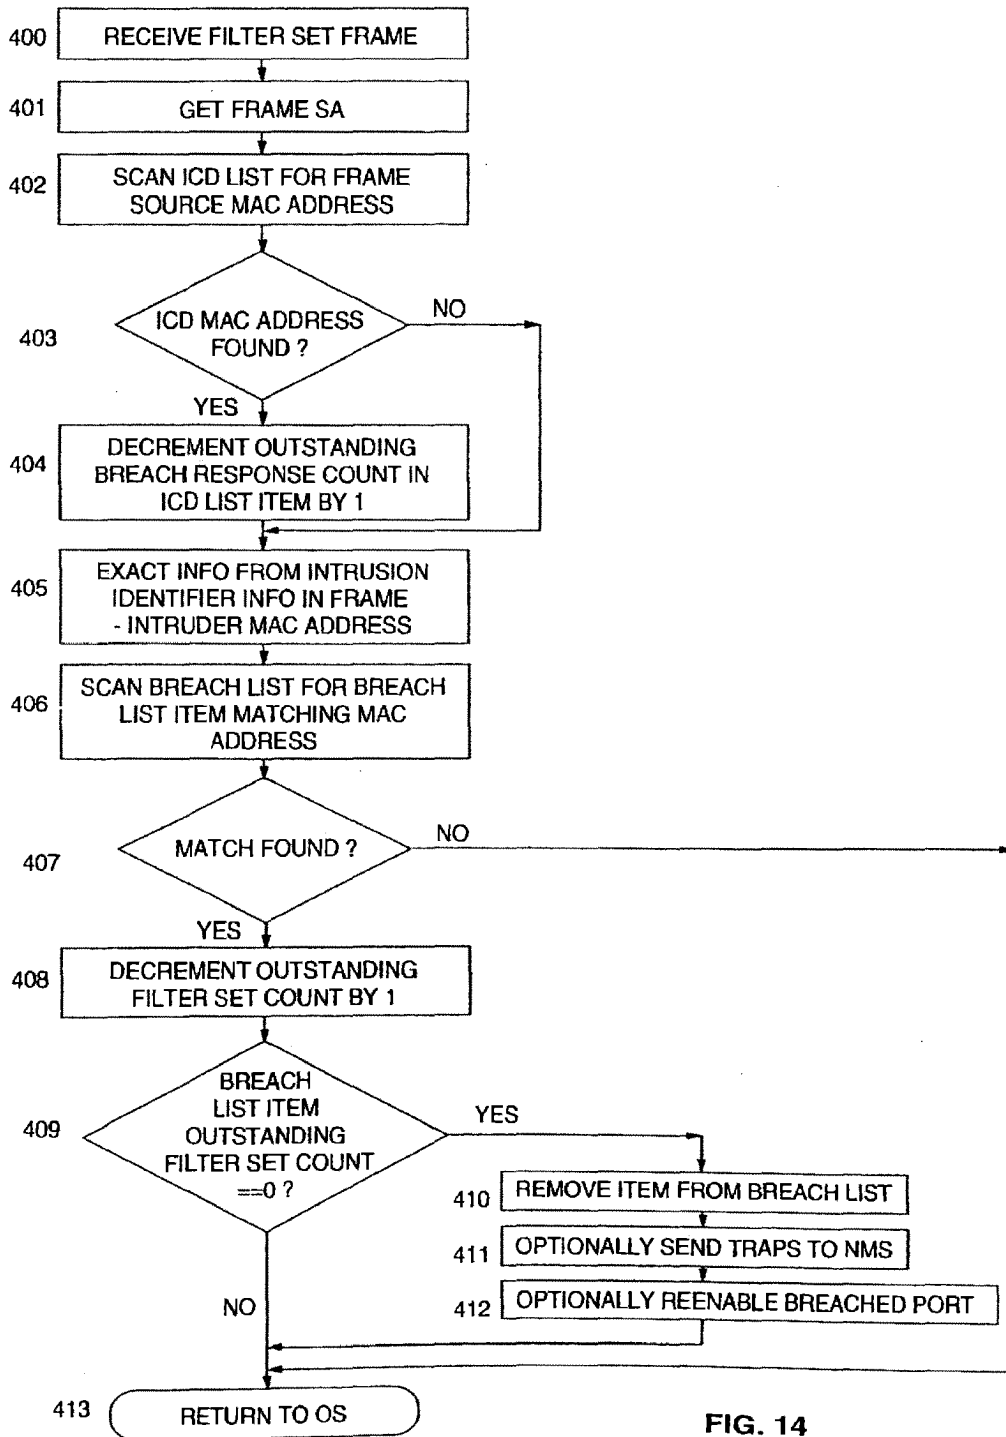 400
RECEIVE FILTER SET FRAME
401
GET FRAME SA
402
SCAN ICD LIST FOR FRAME
SOURCE MAC ADDRESS
403
ICD MAC ADDRESS
FOUND ?
NO
YES
404
DECREMENT OUTSTANDING
BREACH RESPONSE COUNT IN
ICD LIST ITEM BY 1
405
EXACT INFO FROM INTRUSION
IDENTIFIER INFO IN FRAME
- INTRUDER MAC ADDRESS
406
SCAN BREACH LIST FOR BREACH
LIST ITEM MATCHING MAC
ADDRESS
407
MATCH FOUND ?
NO
YES
408
DECREMENT OUTSTANDING
FILTER SET COUNT BY 1
409
BREACH
LIST ITEM
OUTSTANDING
FILTER SET COUNT
==0 ?
YES
410
REMOVE ITEM FROM BREACH LIST
411
OPTIONALLY SEND TRAPS TO NMS
412
OPTIONALLY REENABLE BREACHED PORT
NO
413
RETURN TO OS
FIG. 14